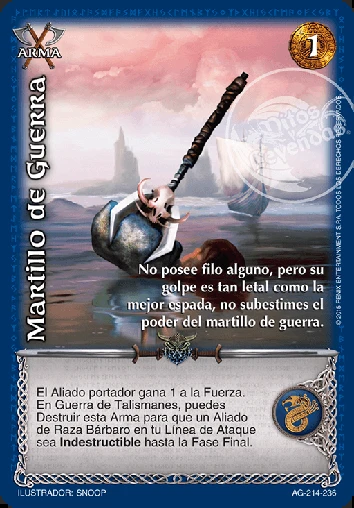 ARMA
1
Martillo de Guerra
Mitos
Leyendas
No posee filo alguno, pero su
golpe es tan letal como la
mejor espada, no subestimes el
poder del martillo de guerra.
El Aliado portador gana 1 a la Fuerza.
En Guerra de Talismanes, puedes
Destruir esta Arma para que un Aliado
de Raza Bárbaro en tu Línea de Ataque
sea Indestructible hasta la Fase Final.
ILUSTRADOR: SNOOP
AG-214-236